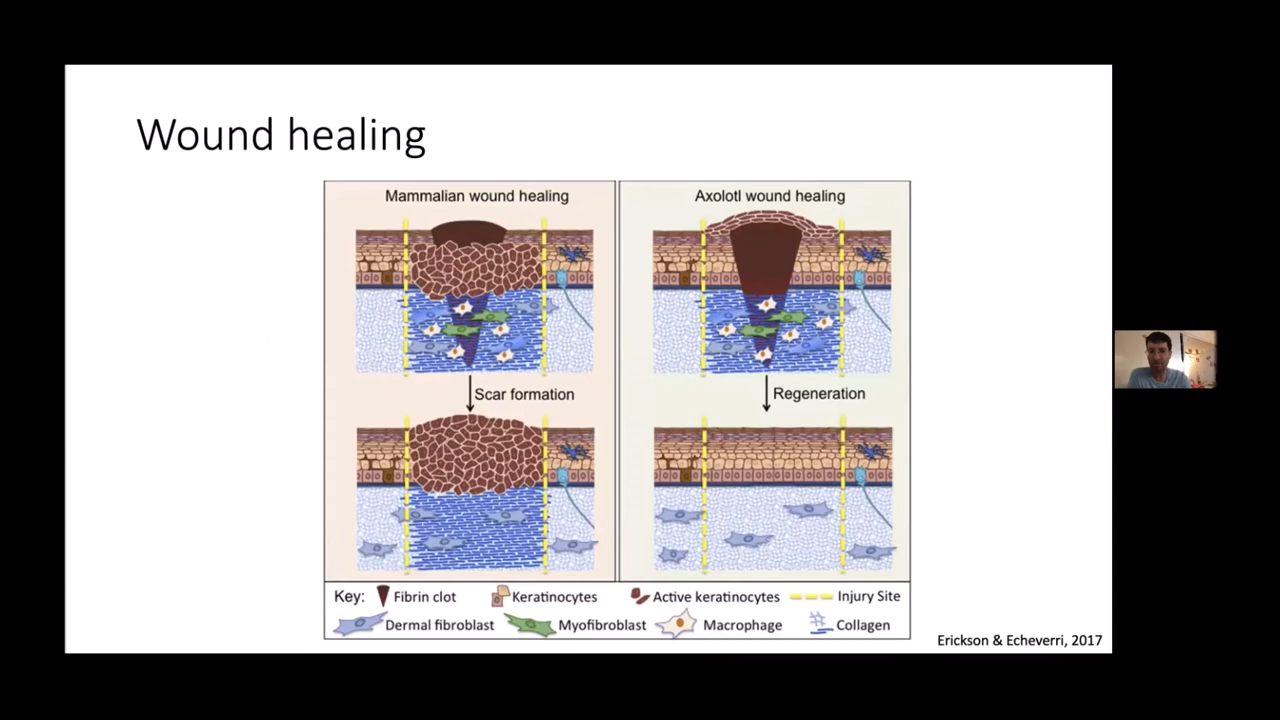 Wound healing
Mammalian wound healing
Axolotl wound healing
Scar formation
Regeneration
Key: Fibrin clot Keratinocytes Active keratinocytes Injury Site
Dermal fibroblast Myofibroblast Macrophage Collagen
Erickson & Echeverri, 2017